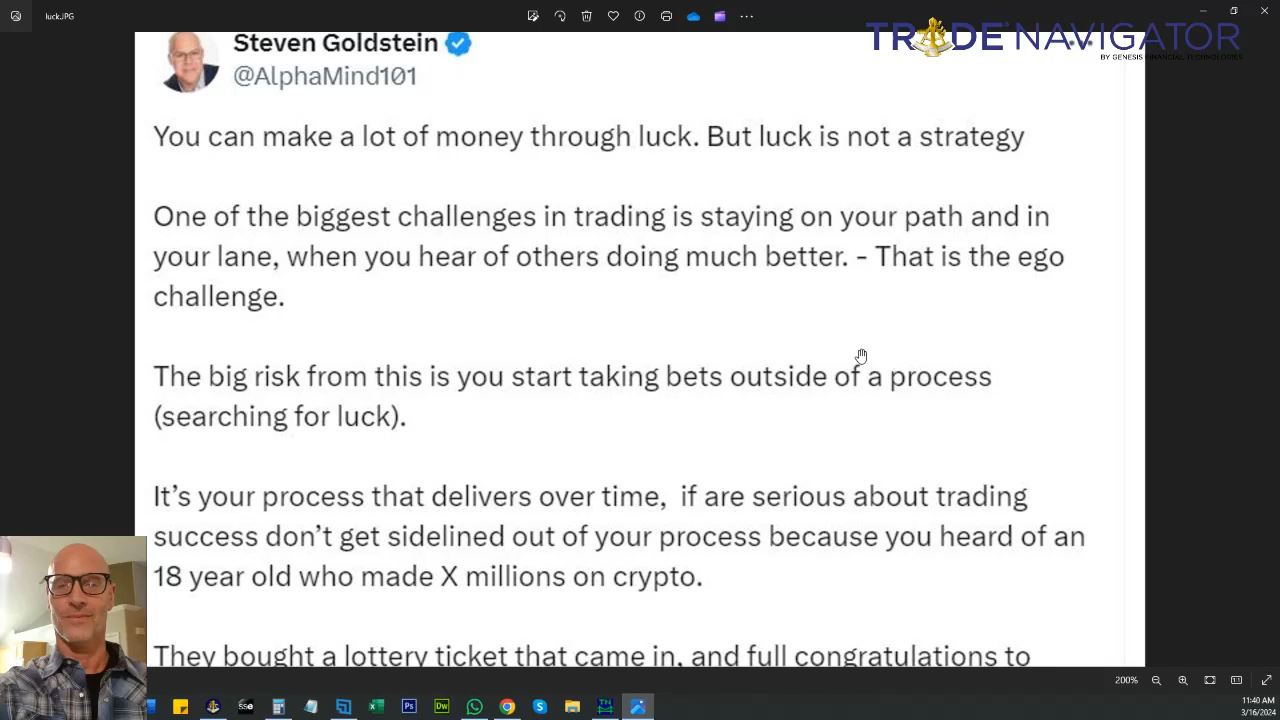 luck.JPG
TRADE NAVIGATOR
BY GENESIS FINANCIAL TECHNOLOGIES
Steven Goldstein
@AlphaMind101
You can make a lot of money through luck. But luck is not a strategy
One of the biggest challenges in trading is staying on your path and in
your lane, when you hear of others doing much better. - That is the ego
challenge.
The big risk from this is you start taking bets outside of a process
(searching for luck).
It's your process that delivers over time,  if are serious about trading
success don't get sidelined out of your process because you heard of an
18 year old who made X millions on crypto.
They bought a lottery ticket that came in, and full congratulations to
200%
sse
Ps
Dw
TN
11:40 AM
3/16/2024